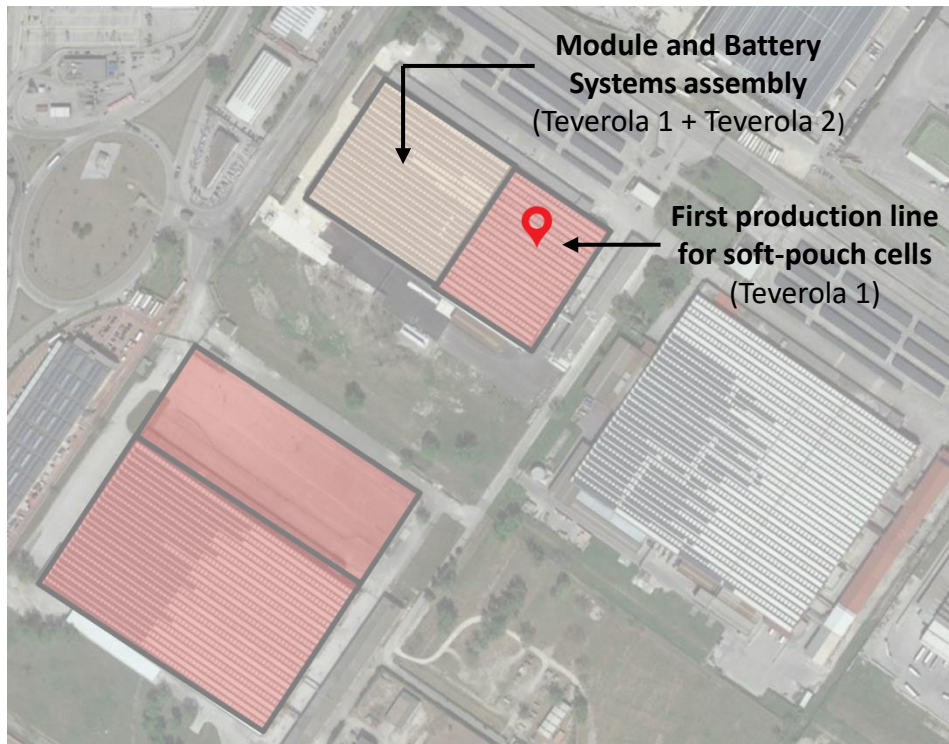 Module and Battery
Systems assembly
(Teverola 1 + Teverola 2)
First production line
for soft-pouch cells
(Teverola 1)